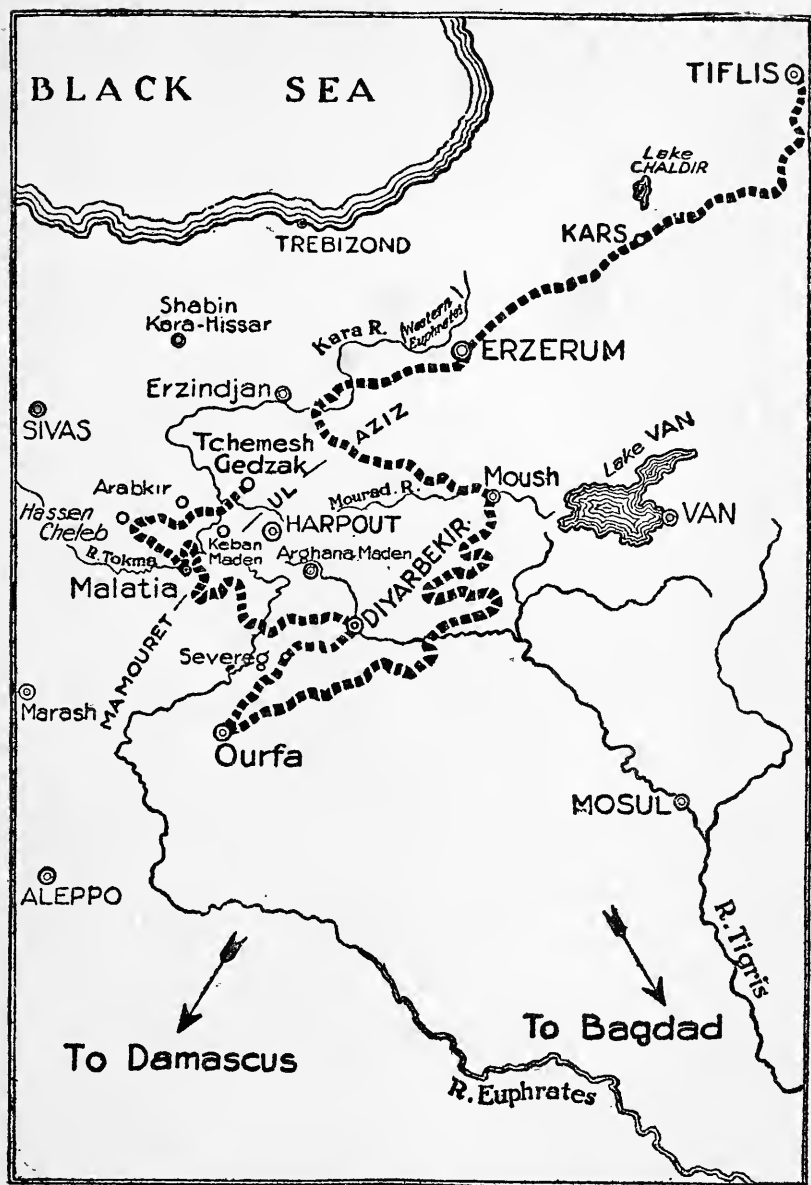 BLACK SEA
TIFLIS
Lake
CHALDIR
KARS
TREBIZOND
Shabin
Kara-Hissar
Kara R.
Western
Euphrates
ERZERUM
Erzindjan
SIVAS
Tchemesh
Gedzak
MAMOURET UL AZIZ
Lake VAN
Arabkir
Mourad. R.
Moush
Hassen
Cheleb
HARPOUT
VAN
Keban
Maden
Arghana Maden
R. Tokma
Malatia
DIYARBEKIR.
Severeg
Marash
Ourfa
MOSUL
ALEPPO
R. Tigris
To Damascus
To Bagdad
R. Euphrates